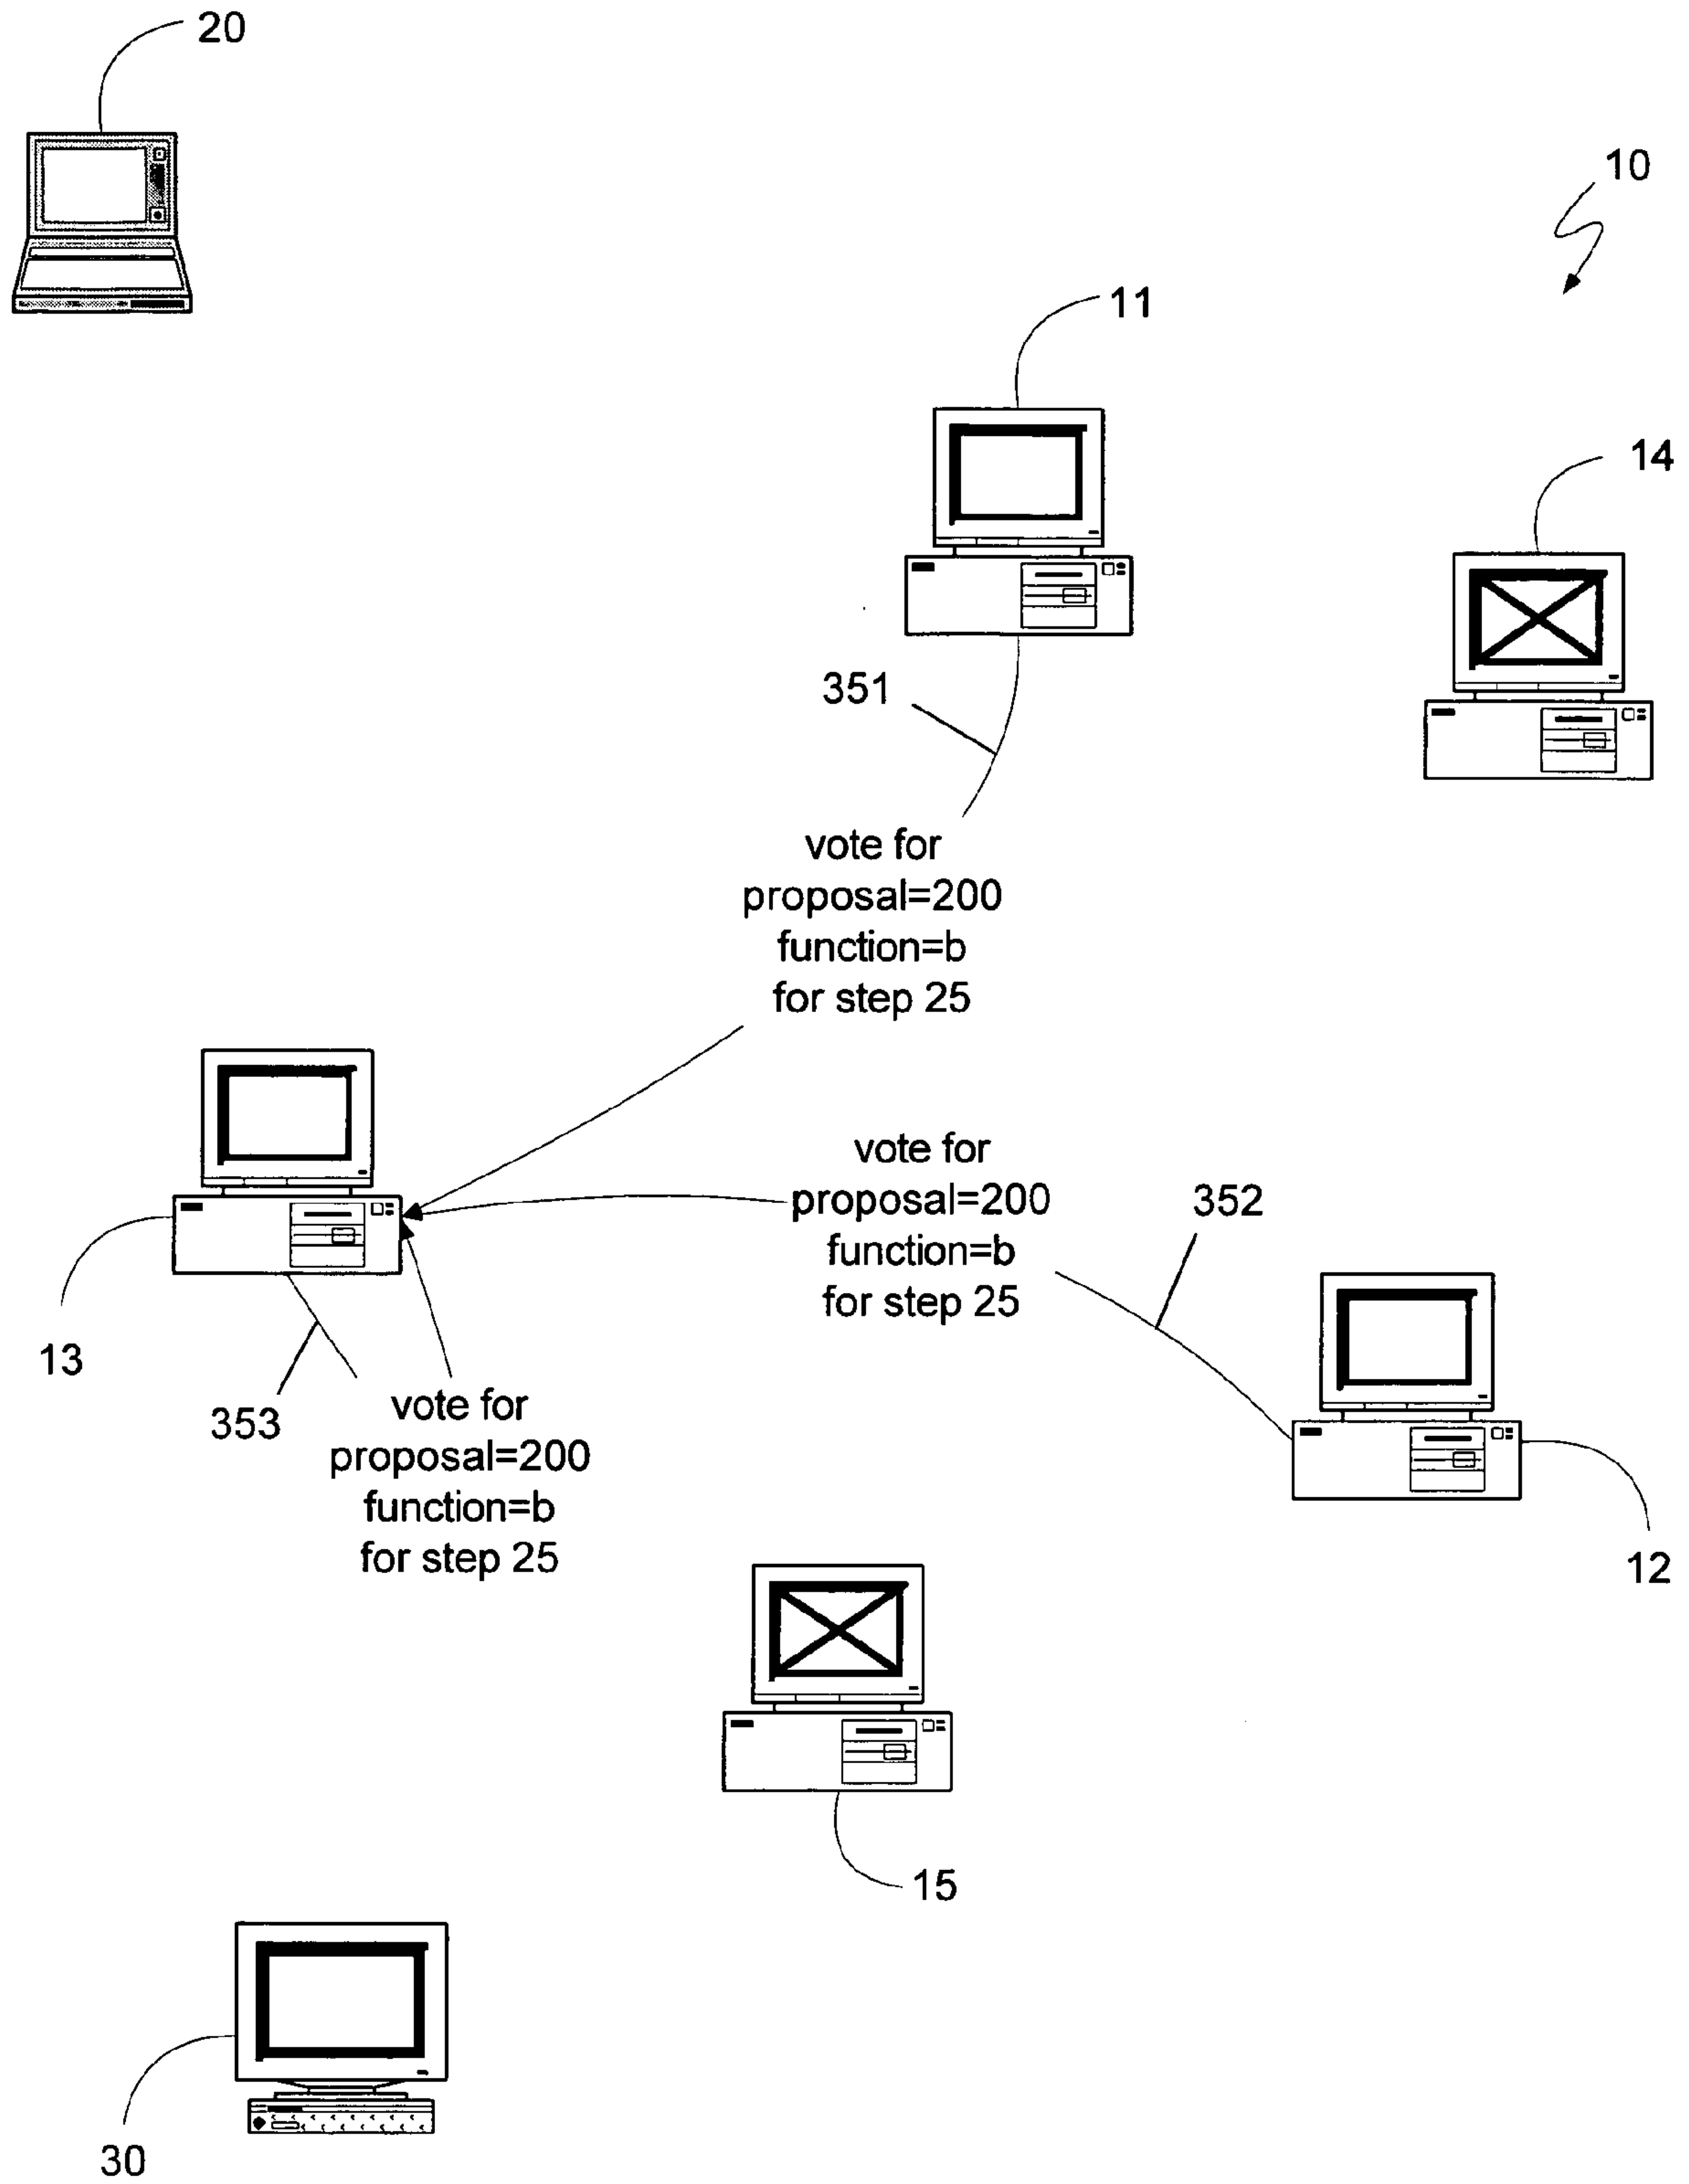 20
10
11
14
351
vote for
proposal=200
function=b
for step 25
vote for
proposal=200
function=b
for step 25
352
13
353
vote for
proposal=200
function=b
for step 25
12
15
30